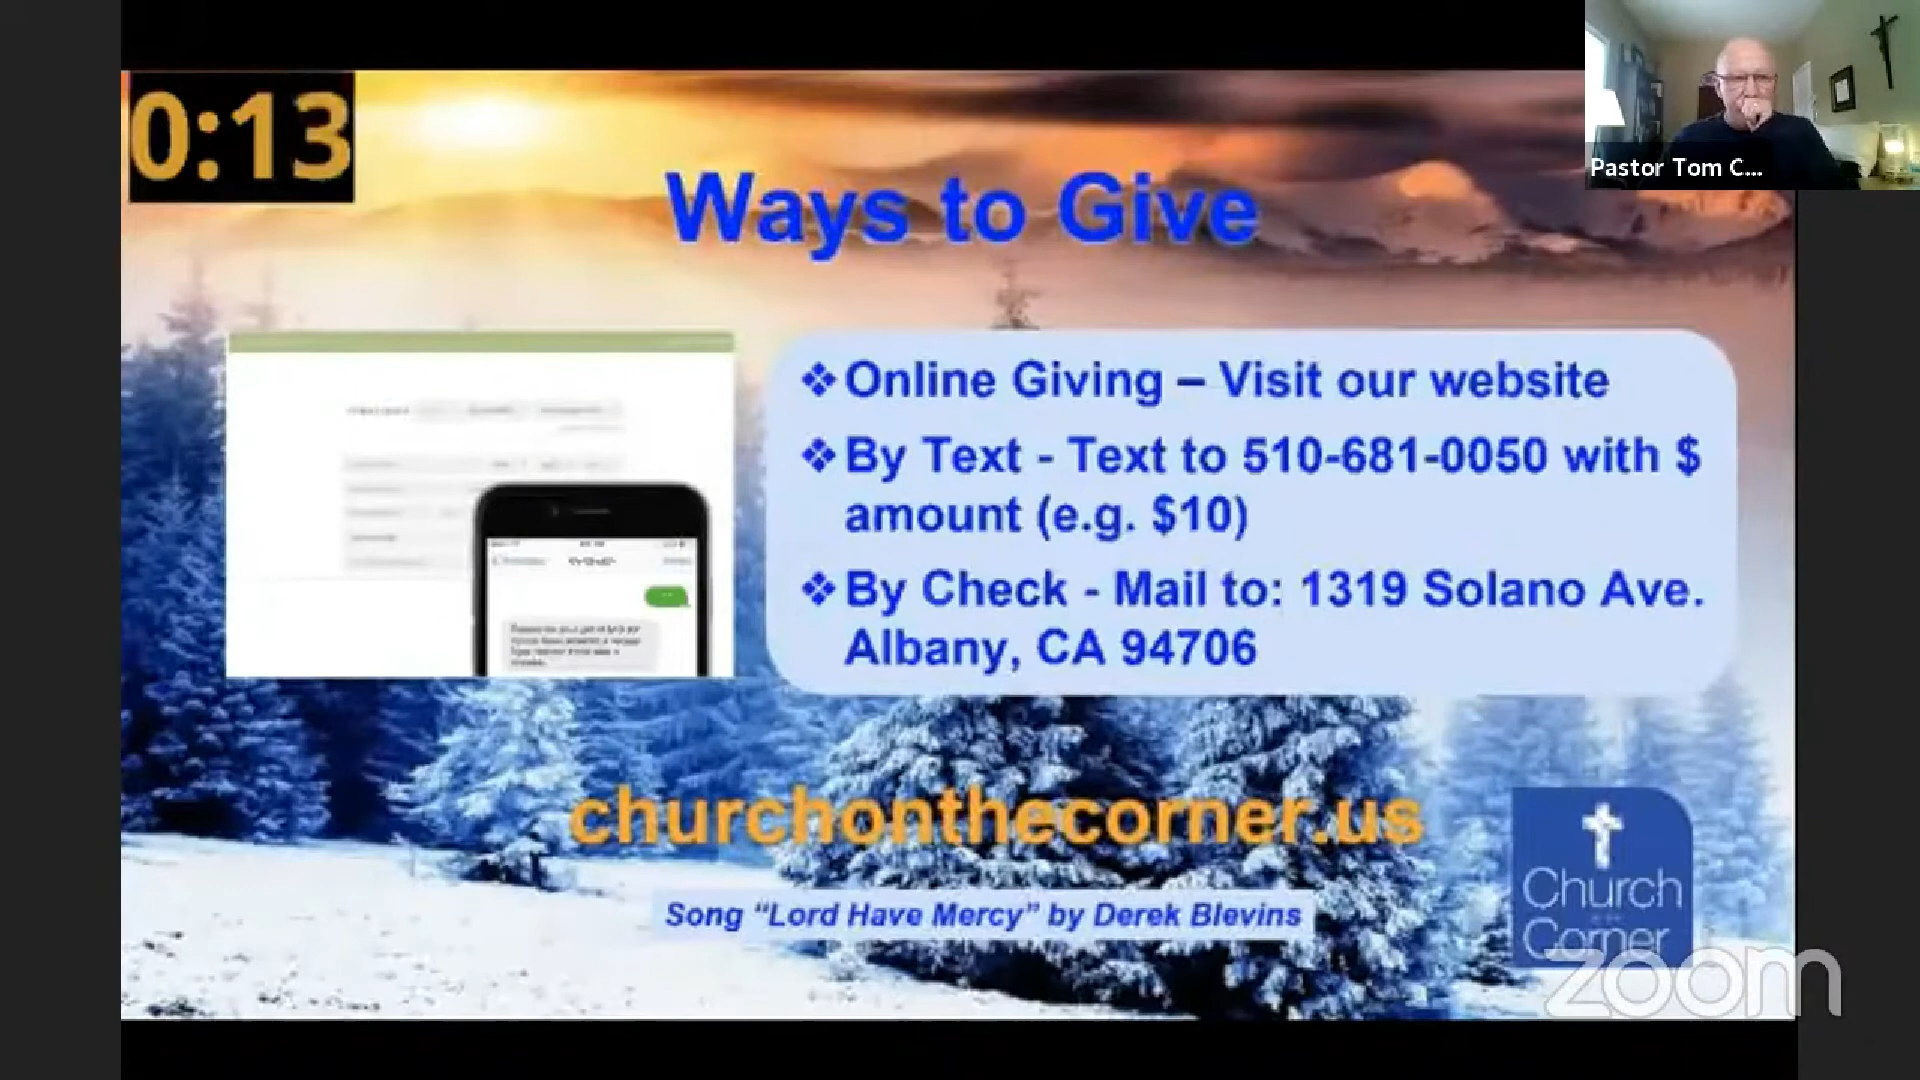 0:13
Pastor Tom C...
Ways to Give
❖ Online Giving – Visit our website
❖ By Text - Text to 510-681-0050 with $
amount (e.g. $10)
❖ By Check - Mail to: 1319 Solano Ave.
Albany, CA 94706
churchonthecorner.us
Song “Lord Have Mercy” by Derek Blevins
Church
Corner
zoom